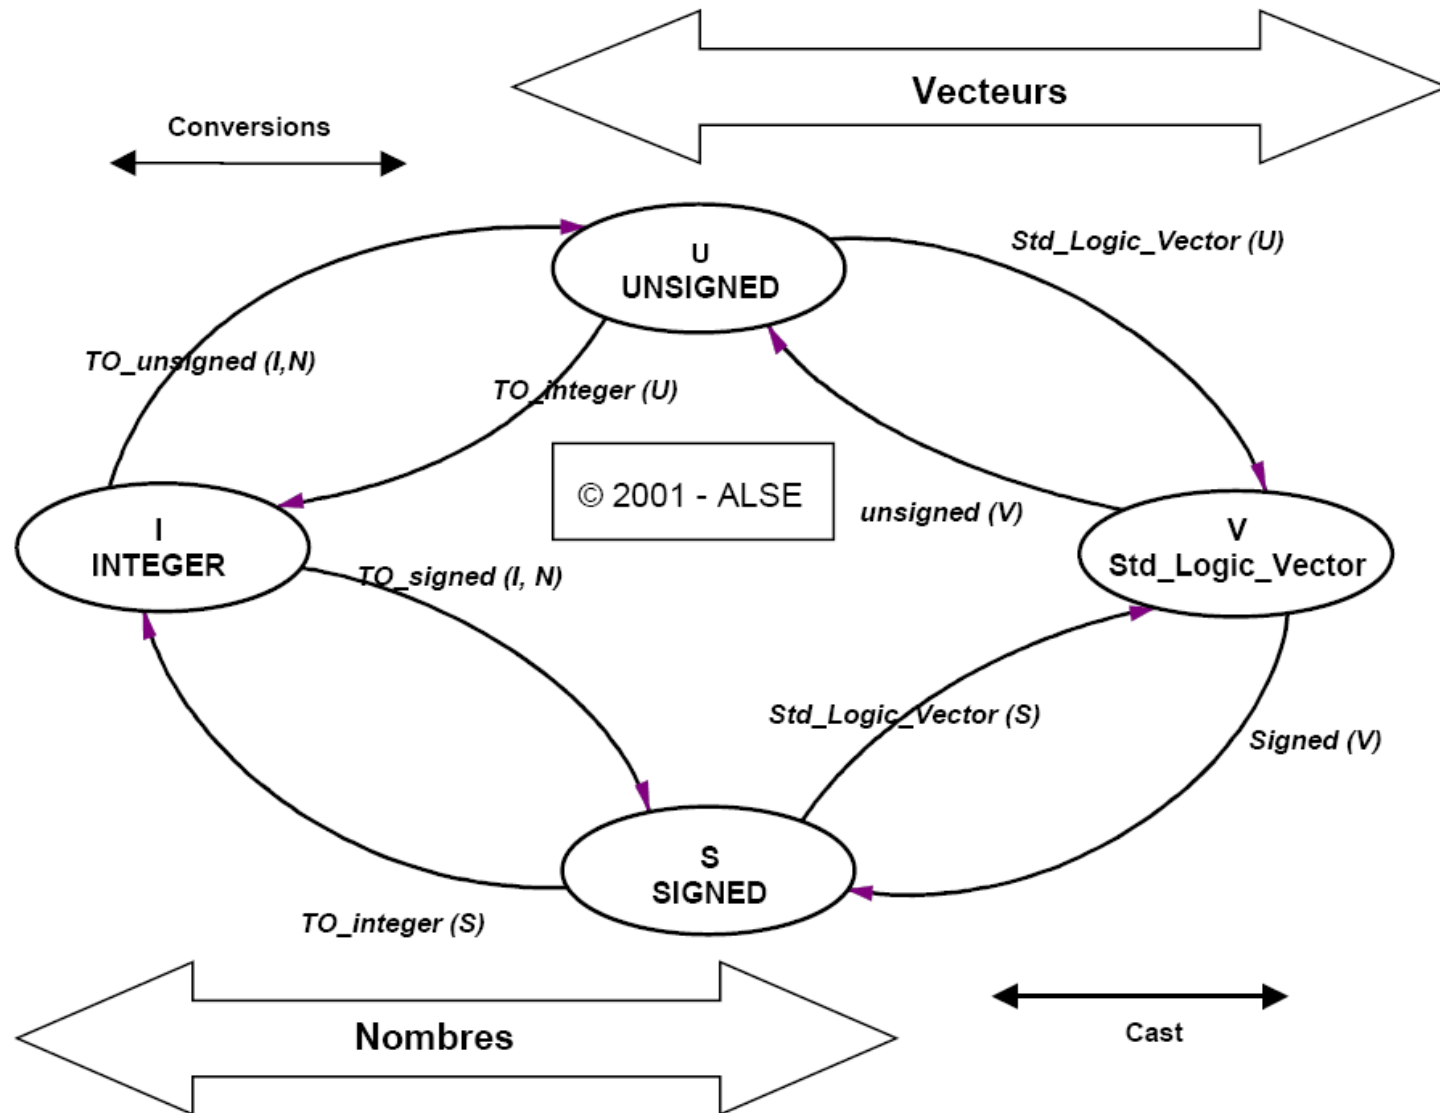 Vecteurs
Conversions
U
UNSIGNED
Std_Logic_Vector (U)
TO_unsigned (I,N)
TO_integer (U)
© 2001 - ALSE
unsigned (V)
I
INTEGER
V
Std_Logic_Vector
TO_signed (I, N)
Std_Logic_Vector (S)
Signed (V)
S
SIGNED
TO_integer (S)
Nombres
Cast